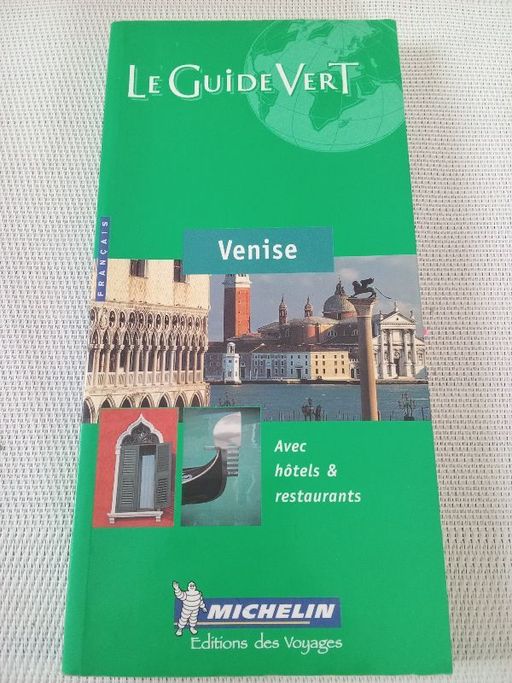 LE GUIDE VERT
FRANÇAIS
Venise
Avec
hôtels &
restaurants
MICHELIN
Editions des Voyages